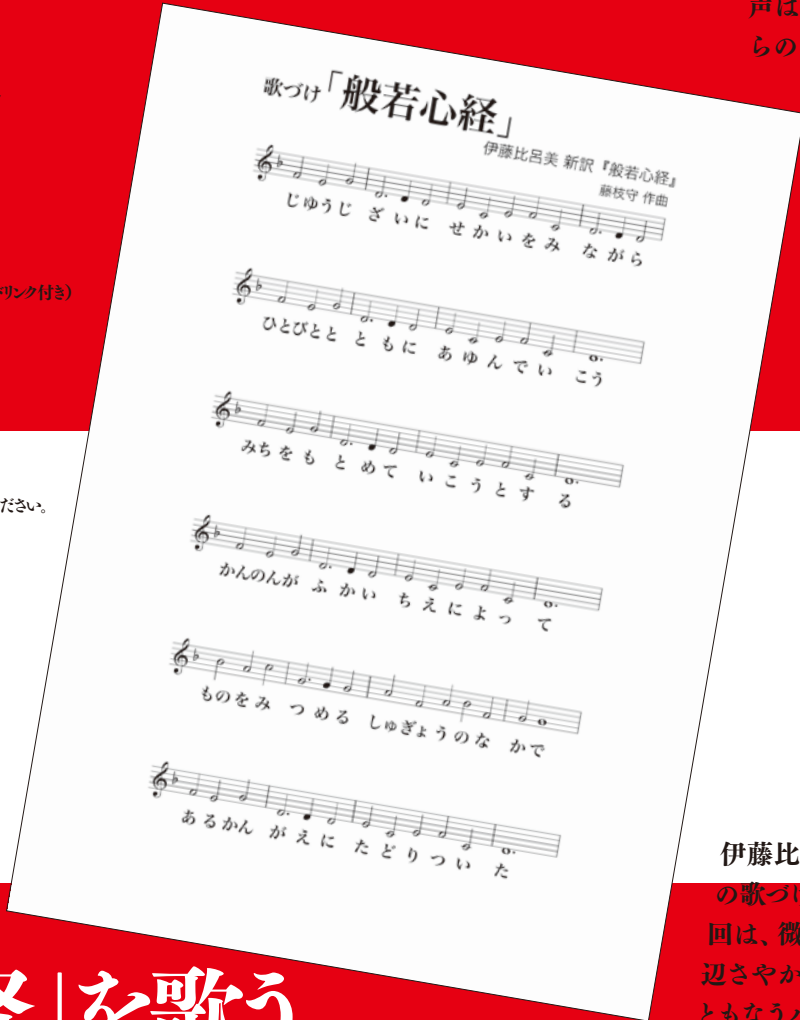 声は
らの
歌づけ「般若心経」
伊藤比呂美 新訳『般若心経』
藤枝守 作曲
じゆうじ ざ い に せ か い を み な が ら
ドリンク付き）
ひとびとと と も に あ ゆ ん で い こう
みち を も と め て い こ う と す る
ださい。
かんのんが ふ か い ち え に よ っ て
も の を み つ め る しゅぎょ う の な か で
あ る かん が え に た ど り つ い た
伊藤比
の歌づけ
回は、微
辺さやか
ともなう
経」を歌う